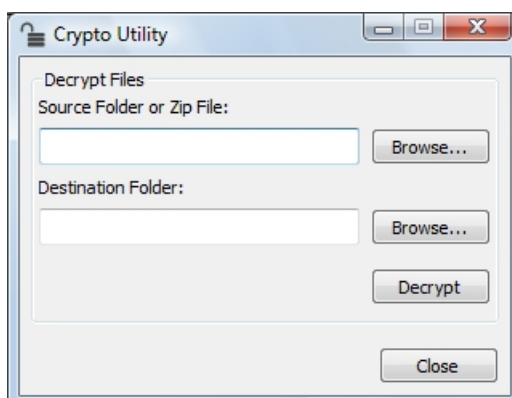 Crypto Utility
Decrypt Files
Source Folder or Zip File:
Browse...
Destination Folder:
Browse...
Decrypt
Close